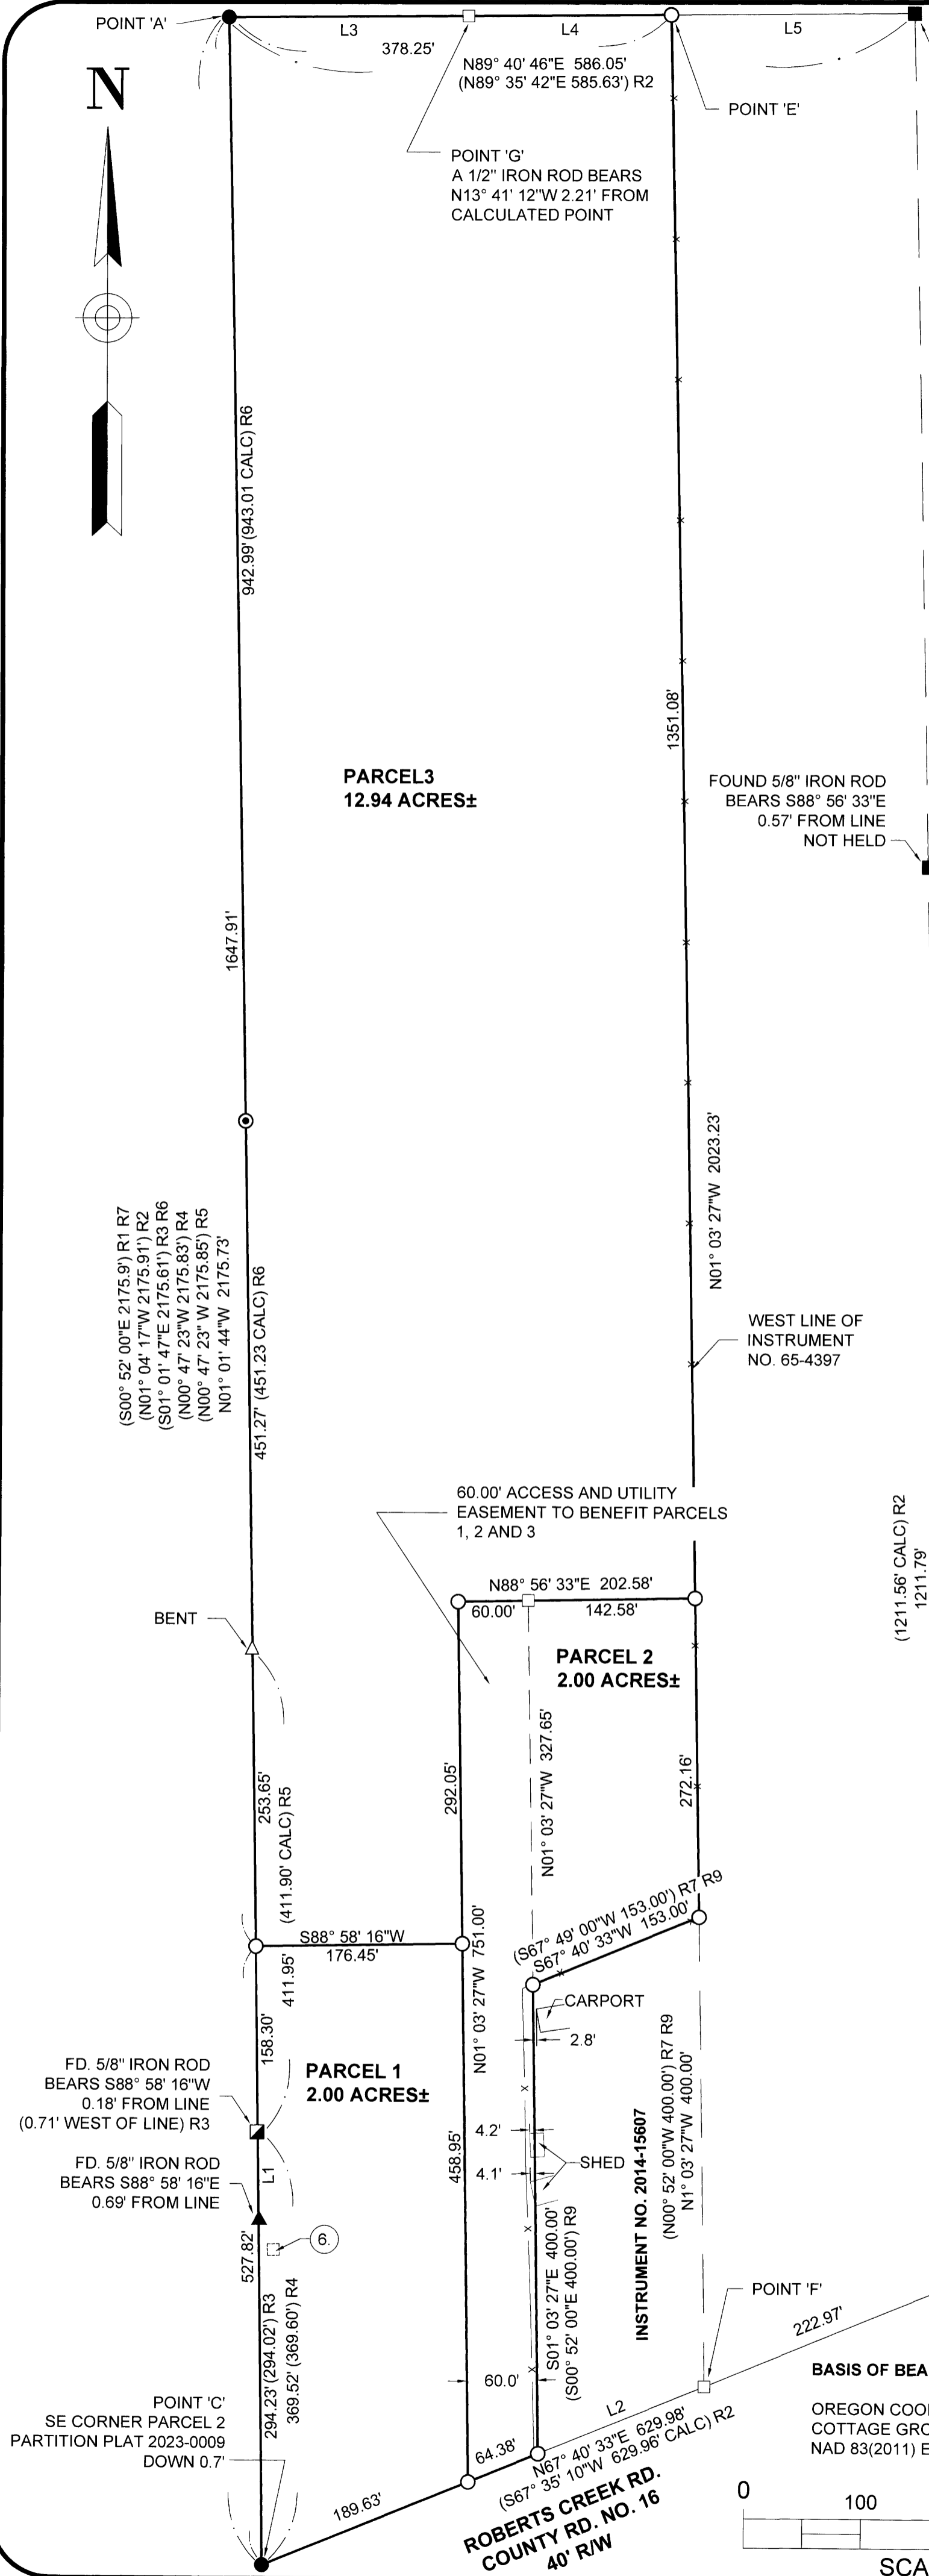 POINT 'A'
L3
L4
L5
378.25'
N89° 40' 46"E 586.05'
(N89° 35' 42"E 585.63') R2
N
POINT 'E'
POINT 'G'
A 1/2" IRON ROD BEARS
N13° 41' 12"W 2.21' FROM
CALCULATED POINT
942.99' (943.01 CALC) R6
1351.08'
PARCEL3
12.94 ACRES±
FOUND 5/8" IRON ROD
BEARS S88° 56' 33"E
0.57' FROM LINE
NOT HELD
1647.91'
N01° 03' 27"W 2023.23'
(S00° 52' 00"E 2175.9') R1 R7
(N01° 04' 17"W 2175.91') R2
(S01° 01' 47"E 2175.61') R3 R6
(N00° 47' 23"W 2175.83') R4
(N00° 47' 23" W 2175.85') R5
N01° 01' 44"W 2175.73'
451.27' (451.23 CALC) R6
WEST LINE OF
INSTRUMENT
NO. 65-4397
60.00' ACCESS AND UTILITY
EASEMENT TO BENEFIT PARCELS
1, 2 AND 3
(1211.56' CALC) R2
1211.79'
N88° 56' 33"E 202.58'
60.00'
142.58'
BENT
PARCEL 2
2.00 ACRES±
292.05'
N01° 03' 27"W 327.65'
272.16'
253.65'
(411.90' CALC) R5
411.95'
S88° 58' 16"W
176.45'
N01° 03' 27"W 751.00'
(S67° 49' 00"W 153.00') R7 R9
S67° 40' 33"W 153.00'
CARPORT
2.8'
158.30'
FD. 5/8" IRON ROD
BEARS S88° 58' 16"W
0.18' FROM LINE
(0.71' WEST OF LINE) R3
PARCEL 1
2.00 ACRES±
4.2'
SHED
4.1'
458.95'
L1
FD. 5/8" IRON ROD
BEARS S88° 58' 16"E
0.69' FROM LINE
6.
527.82'
INSTRUMENT NO. 2014-15607
(N00° 52' 00"W 400.00') R7 R9
N1° 03' 27"W 400.00'
S01° 03' 27"E 400.00'
(S00° 52' 00"E 400.00') R9
294.23' (294.02') R3
369.52' (369.60') R4
60.0'
POINT 'F'
222.97'
BASIS OF BEA
POINT 'C'
SE CORNER PARCEL 2
PARTITION PLAT 2023-0009
DOWN 0.7'
L2
64.38'
N67° 40' 33"E 629.98'
(S67° 35' 10"W 629.96' CALC) R2
189.63'
ROBERTS CREEK RD.
COUNTY RD. NO. 16
40' R/W
OREGON COO
COTTAGE GRO
NAD 83(2011) E
0
100
SCA